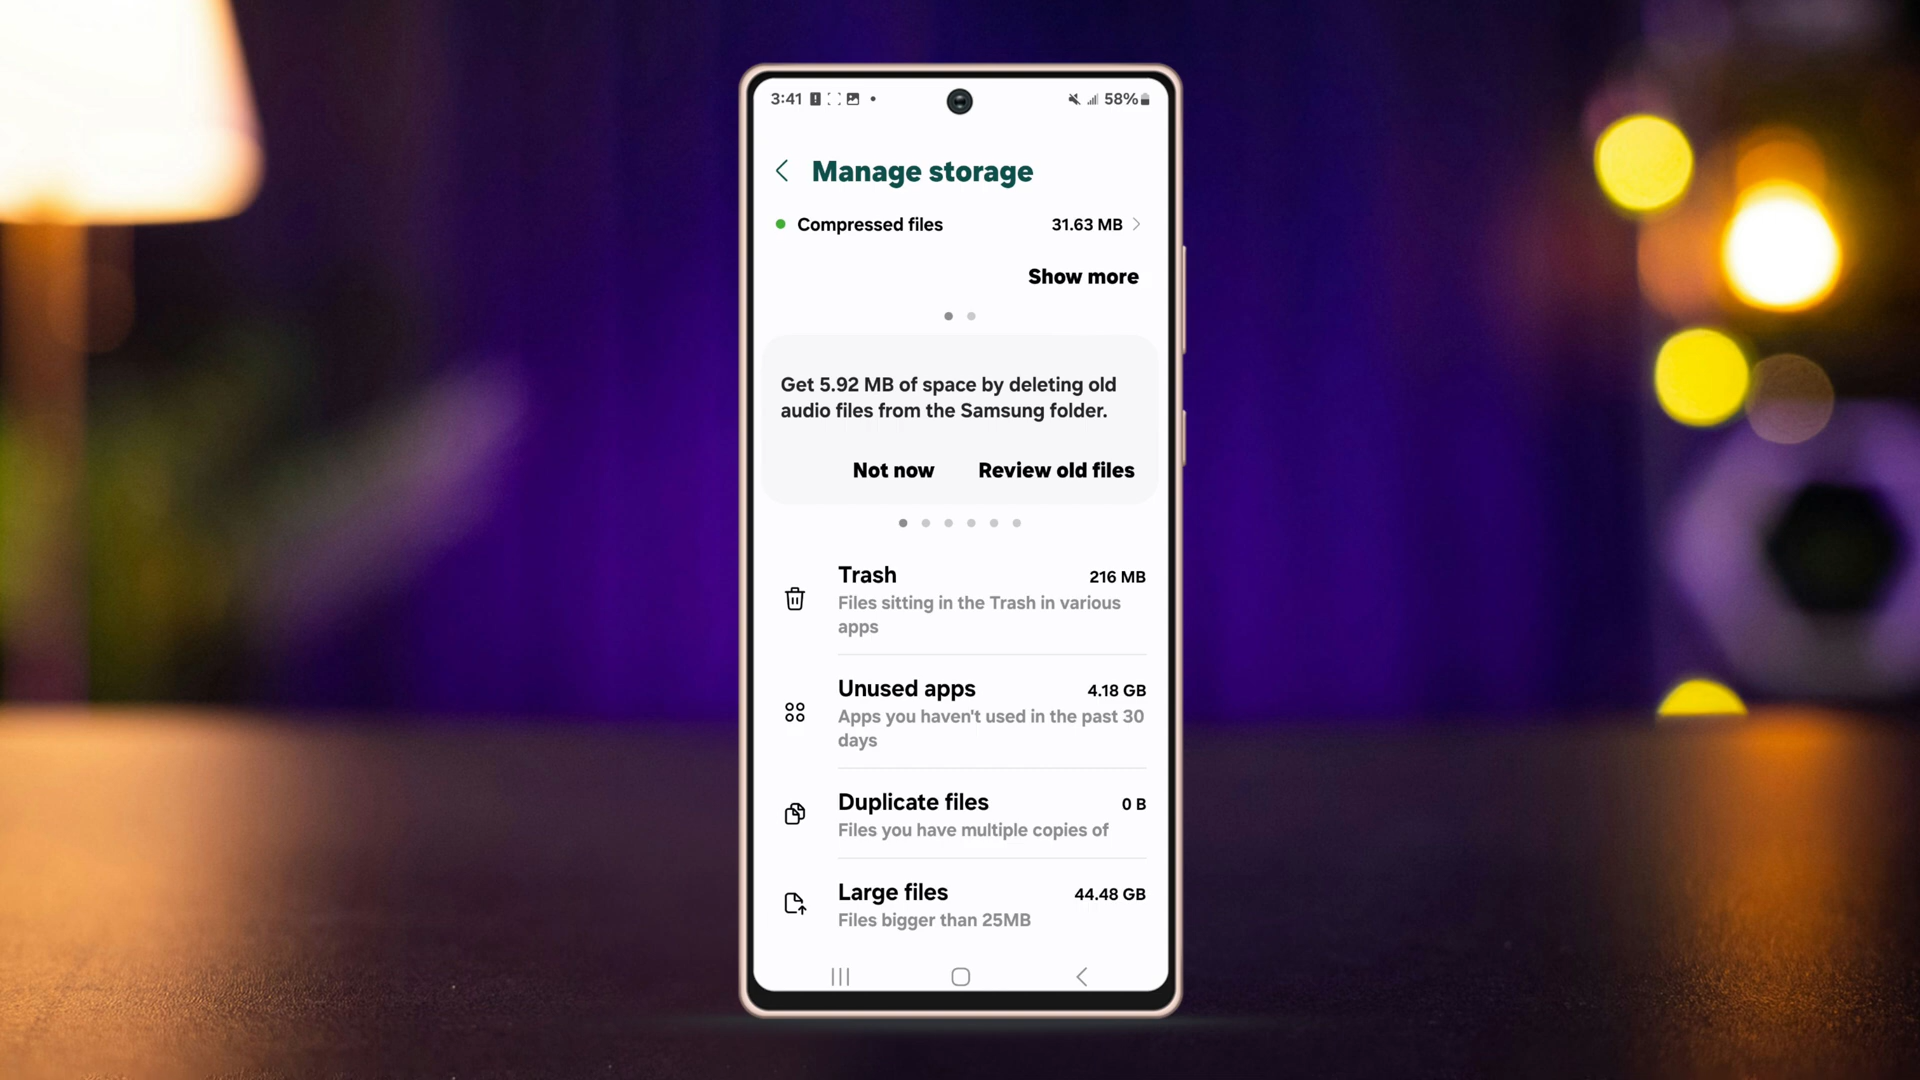 3:41 58%
Manage storage
Compressed files 31.63 MB
Show more
Get 5.92 MB of space by deleting old
audio files from the Samsung folder.
Not now Review old files
Trash 216 MB
Files sitting in the Trash in various
apps
Unused apps 4.18 GB
Apps you haven't used in the past 30
days
Duplicate files 0 B
Files you have multiple copies of
Large files 44.48 GB
Files bigger than 25MB